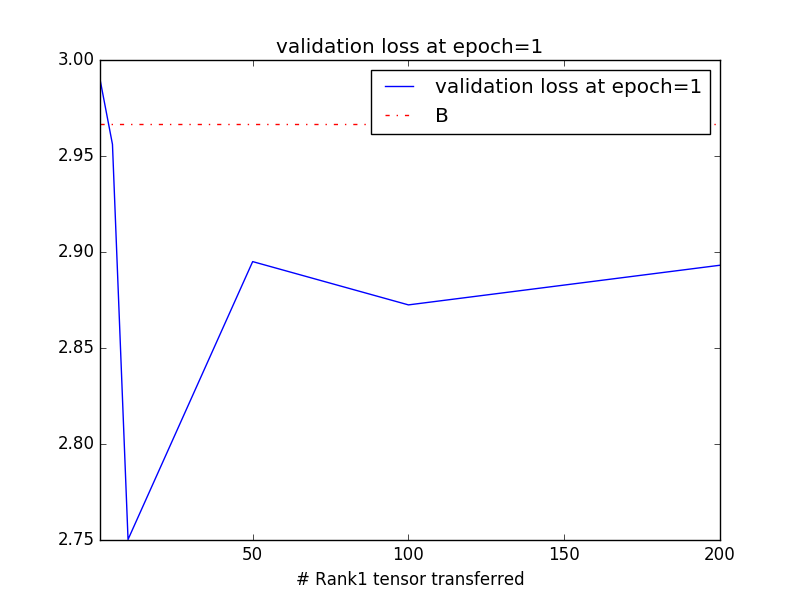 validation loss at epoch=1
3.00
2.95
2.90
2.85
2.80
2.75
validation loss at epoch=1
B
50
100
150
200
# Rank1 tensor transferred